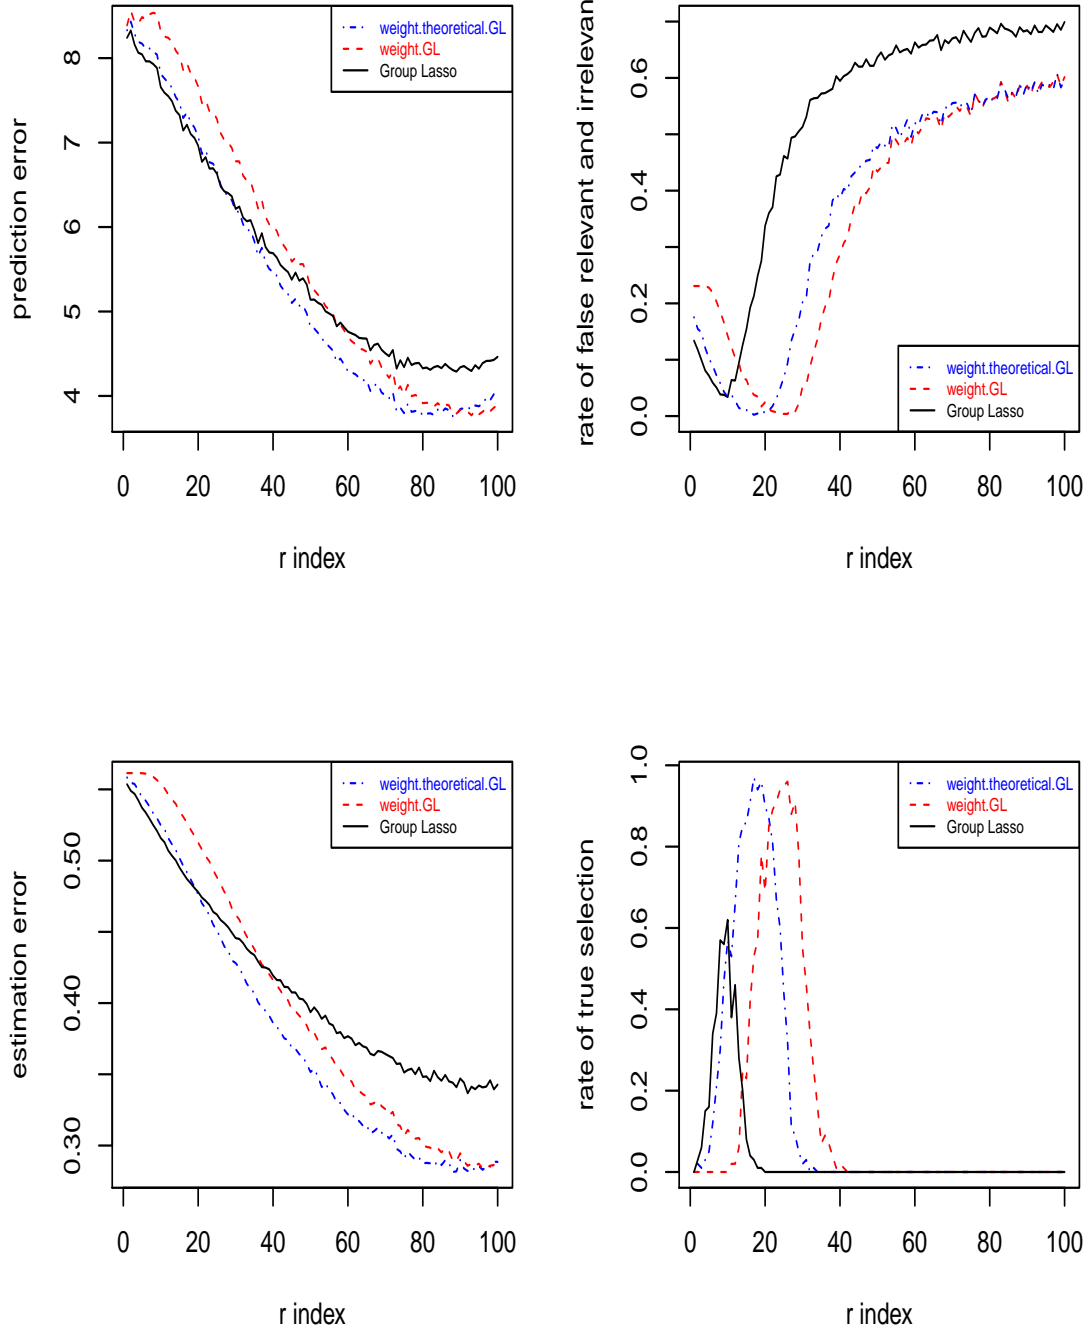 weight.theoretical.GL
weight.GL
Group Lasso
prediction error
8
7
6
5
4
0 20 40 60 80 100
r index
weight.theoretical.GL
weight.GL
Group Lasso
rate of false relevant and irrelevan
0.6
0.4
0.2
0.0
0 20 40 60 80 100
r index
weight.theoretical.GL
weight.GL
Group Lasso
estimation error
0.50
0.40
0.30
0 20 40 60 80 100
r index
weight.theoretical.GL
weight.GL
Group Lasso
rate of true selection
1.0
0.8
0.6
0.4
0.2
0.0
0 20 40 60 80 100
r index